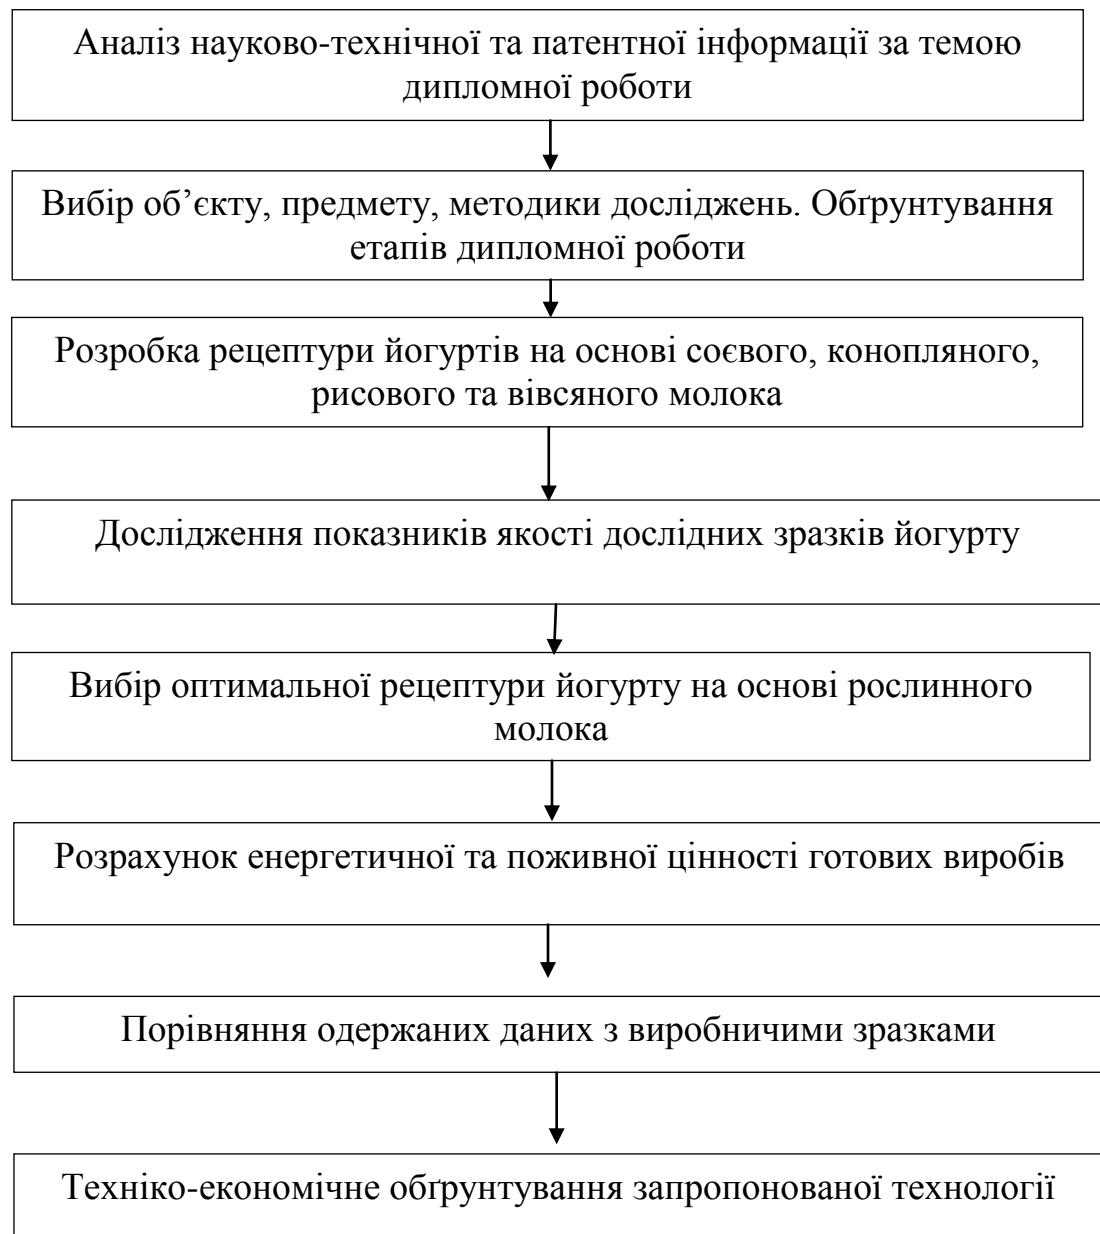 Аналіз науково-технічної та патентної інформації за темою
дипломної роботи
Вибір об’єкту, предмету, методики досліджень. Обґрунтування
етапів дипломної роботи
Розробка рецептури йогуртів на основі соєвого, конопляного,
рисового та вівсяного молока
Дослідження показників якості дослідних зразків йогурту
Вибір оптимальної рецептури йогурту на основі рослинного
молока
Розрахунок енергетичної та поживної цінності готових виробів
Порівняння одержаних даних з виробничими зразками
Техніко-економічне обґрунтування запропонованої технології